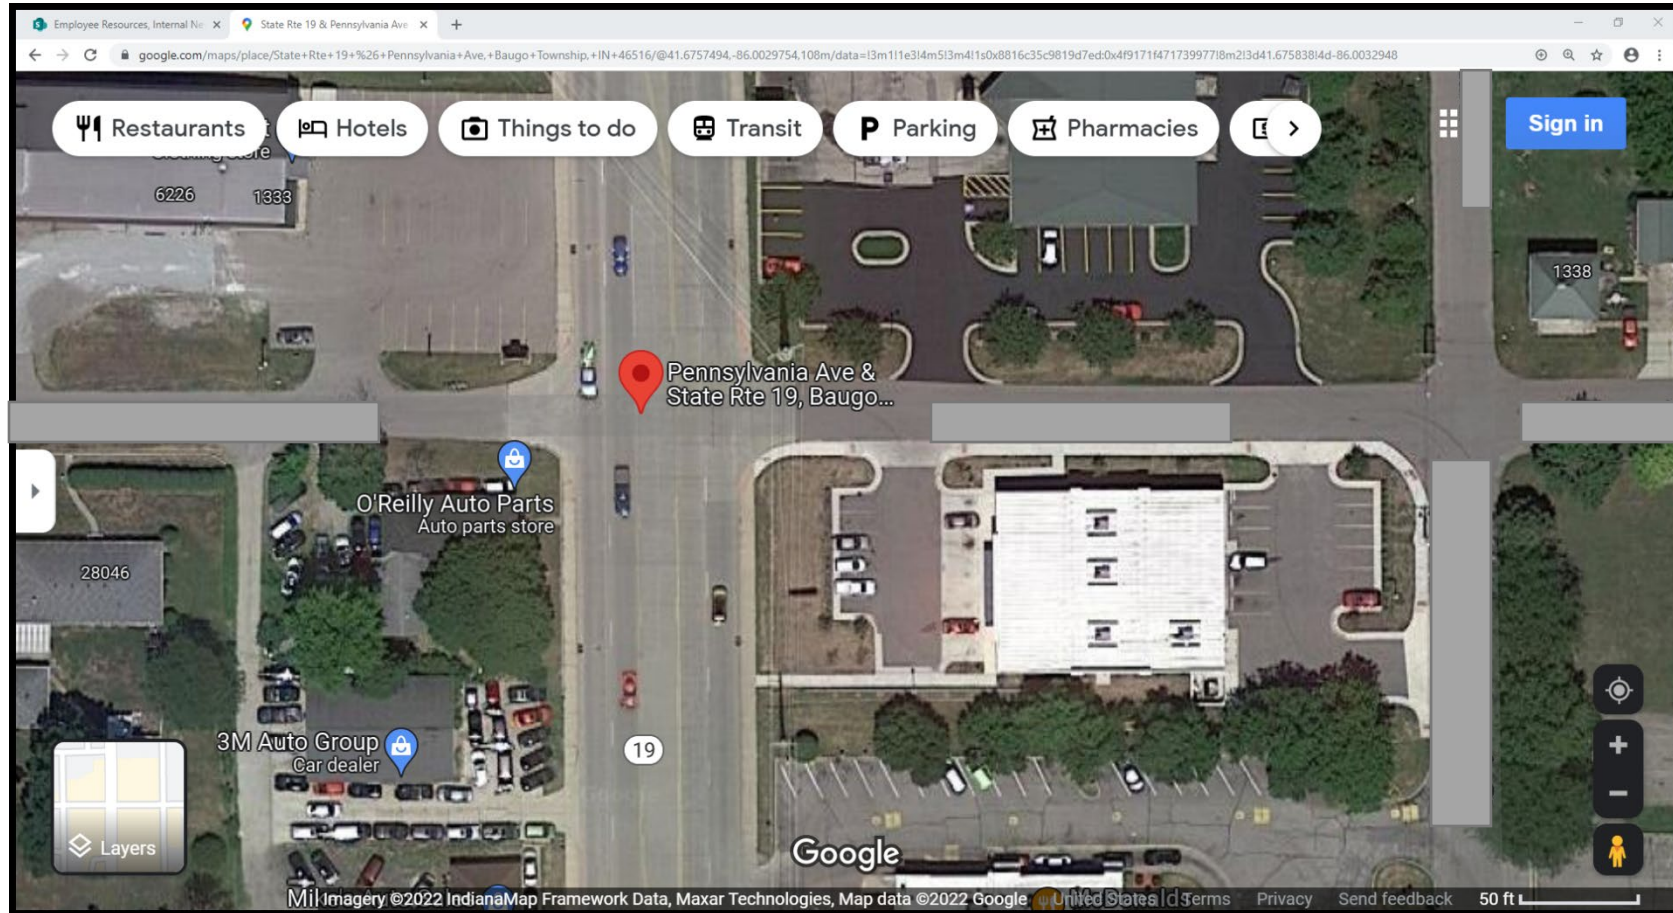 Employee Resources, Internal Ne
State Rte 19 & Pennsylvania Ave
google.com/maps/place/State+Rte+19+%26+Pennsylvania+Ave,+Baugo+Township,+IN+46516/@41.6757494,-86.0029754,108m/data=!3m1!1e3!4m5!3m4!1s0x8816c35c9819d7ed:0x4f9171f471739977!8m2!3d41.675838!4d-86.0032948
Restaurants
Hotels
Things to do
Transit
P Parking
Pharmacies
Sign in
store
6226
1333
1338
Pennsylvania Ave &
State Rte 19, Baugo...
O'Reilly Auto Parts
Auto parts store
28046
3M Auto Group
Car dealer
19
Layers
Google
Imagery ©2022 IndianaMap Framework Data, Maxar Technologies, Map data ©2022 Google
United States
Terms
Privacy
Send feedback
50 ft